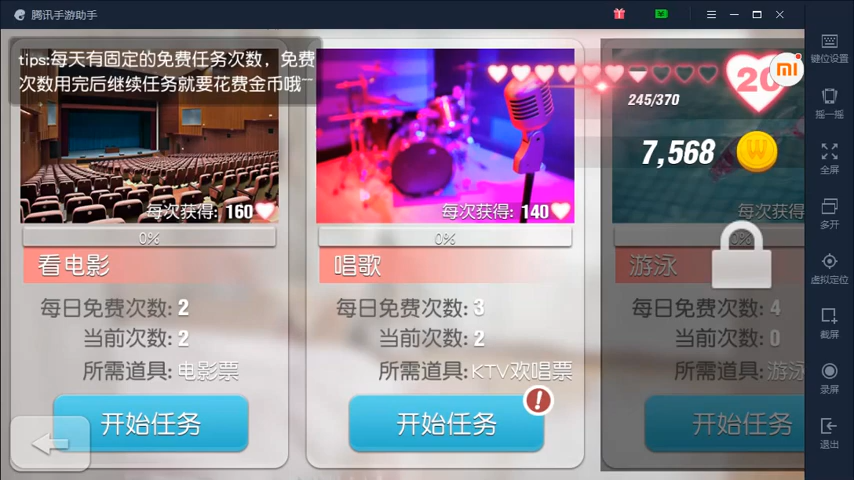 腾讯手游助手
tips:每天有固定的免费任务次数，免费
次数用完后继续任务就要花费金币哦~
245/370
20
mi
7,568
W
每次获得: 160
每次获得: 140
每次获得
0%
0%
0%
看电影
唱歌
游泳
每日免费次数: 2
当前次数: 2
所需道具: 电影票
每日免费次数: 3
当前次数: 2
所需道具: KTV欢唱票
每日免费次数: 4
当前次数: 0
所需道具: 游泳
开始任务
开始任务
开始任务
键位设置
摇一摇
全屏
多开
虚拟定位
截屏
录屏
退出